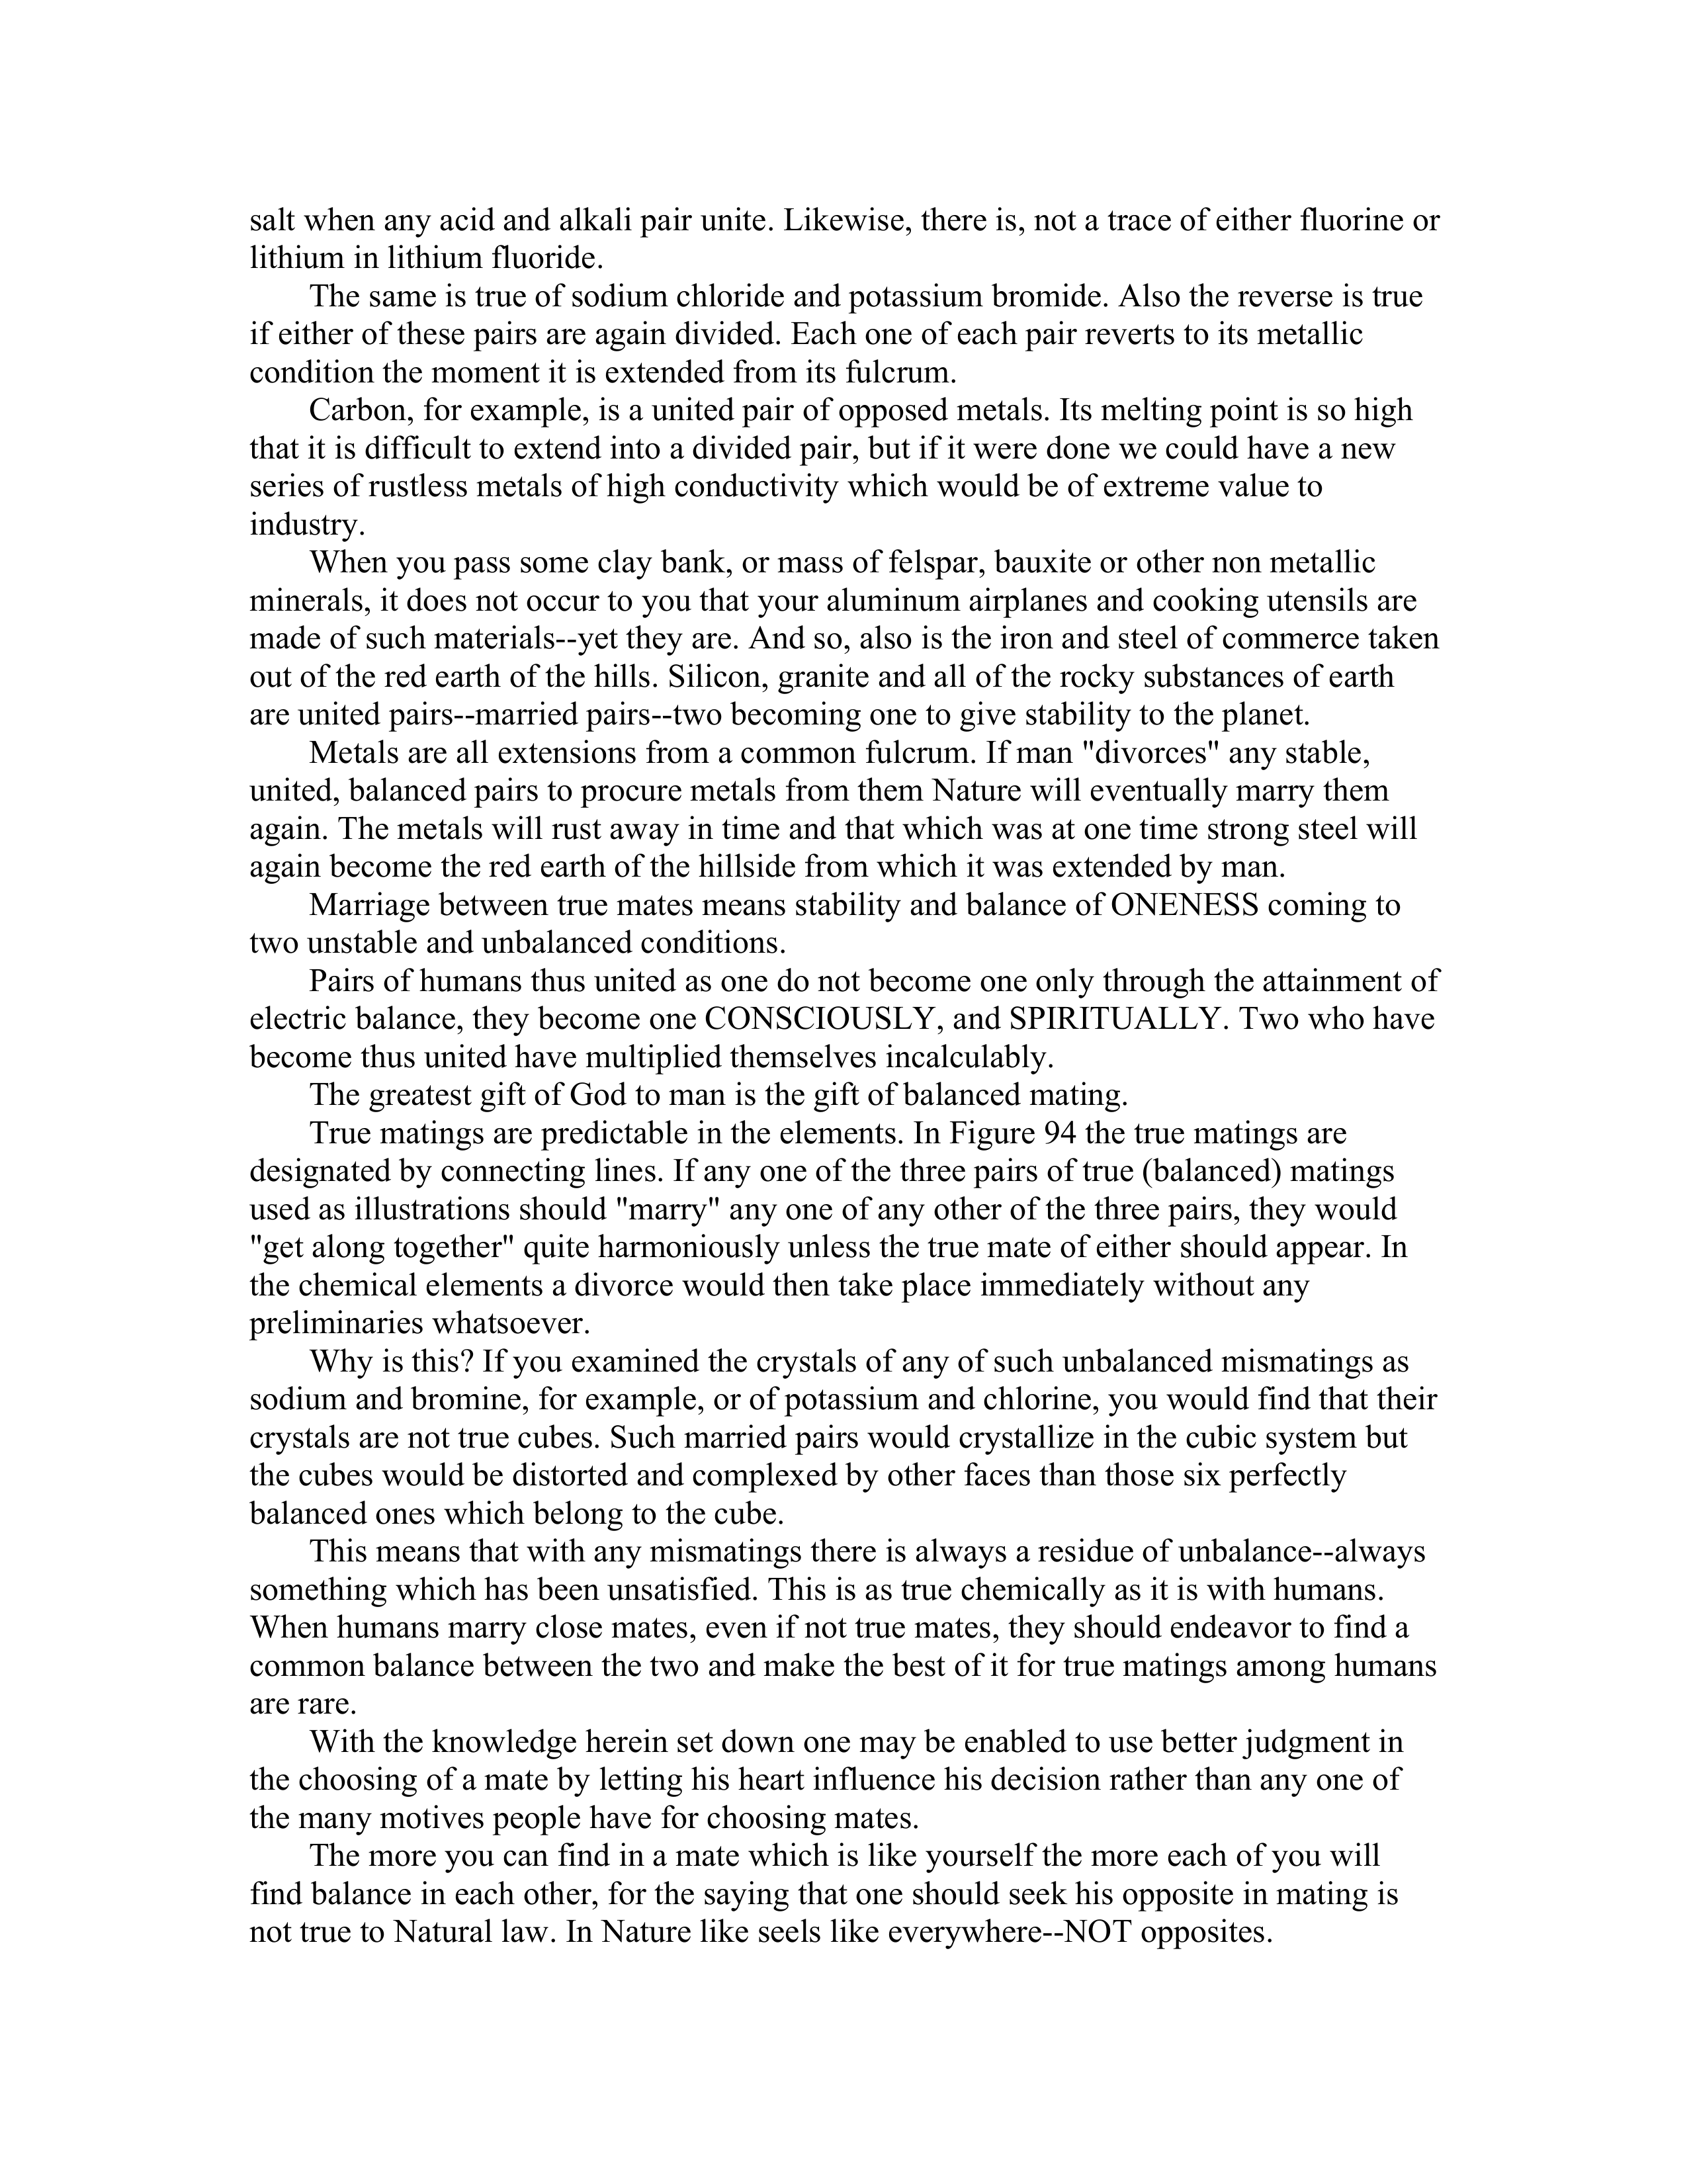 salt when any acid and alkali pair unite. Likewise, there is, not a trace of either fluorine or
lithium in lithium fluoride.
The same is true of sodium chloride and potassium bromide. Also the reverse is true
if either of these pairs are again divided. Each one of each pair reverts to its metallic
condition the moment it is extended from its fulcrum.
Carbon, for example, is a united pair of opposed metals. Its melting point is so high
that it is difficult to extend into a divided pair, but if it were done we could have a new
series of rustless metals of high conductivity which would be of extreme value to
industry.
When you pass some clay bank, or mass of felspar, bauxite or other non metallic
minerals, it does not occur to you that your aluminum airplanes and cooking utensils are
made of such materials--yet they are. And so, also is the iron and steel of commerce taken
out of the red earth of the hills. Silicon, granite and all of the rocky substances of earth
are united pairs--married pairs--two becoming one to give stability to the planet.
Metals are all extensions from a common fulcrum. If man "divorces" any stable,
united, balanced pairs to procure metals from them Nature will eventually marry them
again. The metals will rust away in time and that which was at one time strong steel will
again become the red earth of the hillside from which it was extended by man.
Marriage between true mates means stability and balance of ONENESS coming to
two unstable and unbalanced conditions.
Pairs of humans thus united as one do not become one only through the attainment of
electric balance, they become one CONSCIOUSLY, and SPIRITUALLY. Two who have
become thus united have multiplied themselves incalculably.
The greatest gift of God to man is the gift of balanced mating.
True matings are predictable in the elements. In Figure 94 the true matings are
designated by connecting lines. If any one of the three pairs of true (balanced) matings
used as illustrations should "marry" any one of any other of the three pairs, they would
"get along together" quite harmoniously unless the true mate of either should appear. In
the chemical elements a divorce would then take place immediately without any
preliminaries whatsoever.
Why is this? If you examined the crystals of any of such unbalanced mismatings as
sodium and bromine, for example, or of potassium and chlorine, you would find that their
crystals are not true cubes. Such married pairs would crystallize in the cubic system but
the cubes would be distorted and complexed by other faces than those six perfectly
balanced ones which belong to the cube.
This means that with any mismatings there is always a residue of unbalance--always
something which has been unsatisfied. This is as true chemically as it is with humans.
When humans marry close mates, even if not true mates, they should endeavor to find a
common balance between the two and make the best of it for true matings among humans
are rare.
With the knowledge herein set down one may be enabled to use better judgment in
the choosing of a mate by letting his heart influence his decision rather than any one of
the many motives people have for choosing mates.
The more you can find in a mate which is like yourself the more each of you will
find balance in each other, for the saying that one should seek his opposite in mating is
not true to Natural law. In Nature like seels like everywhere--NOT opposites.